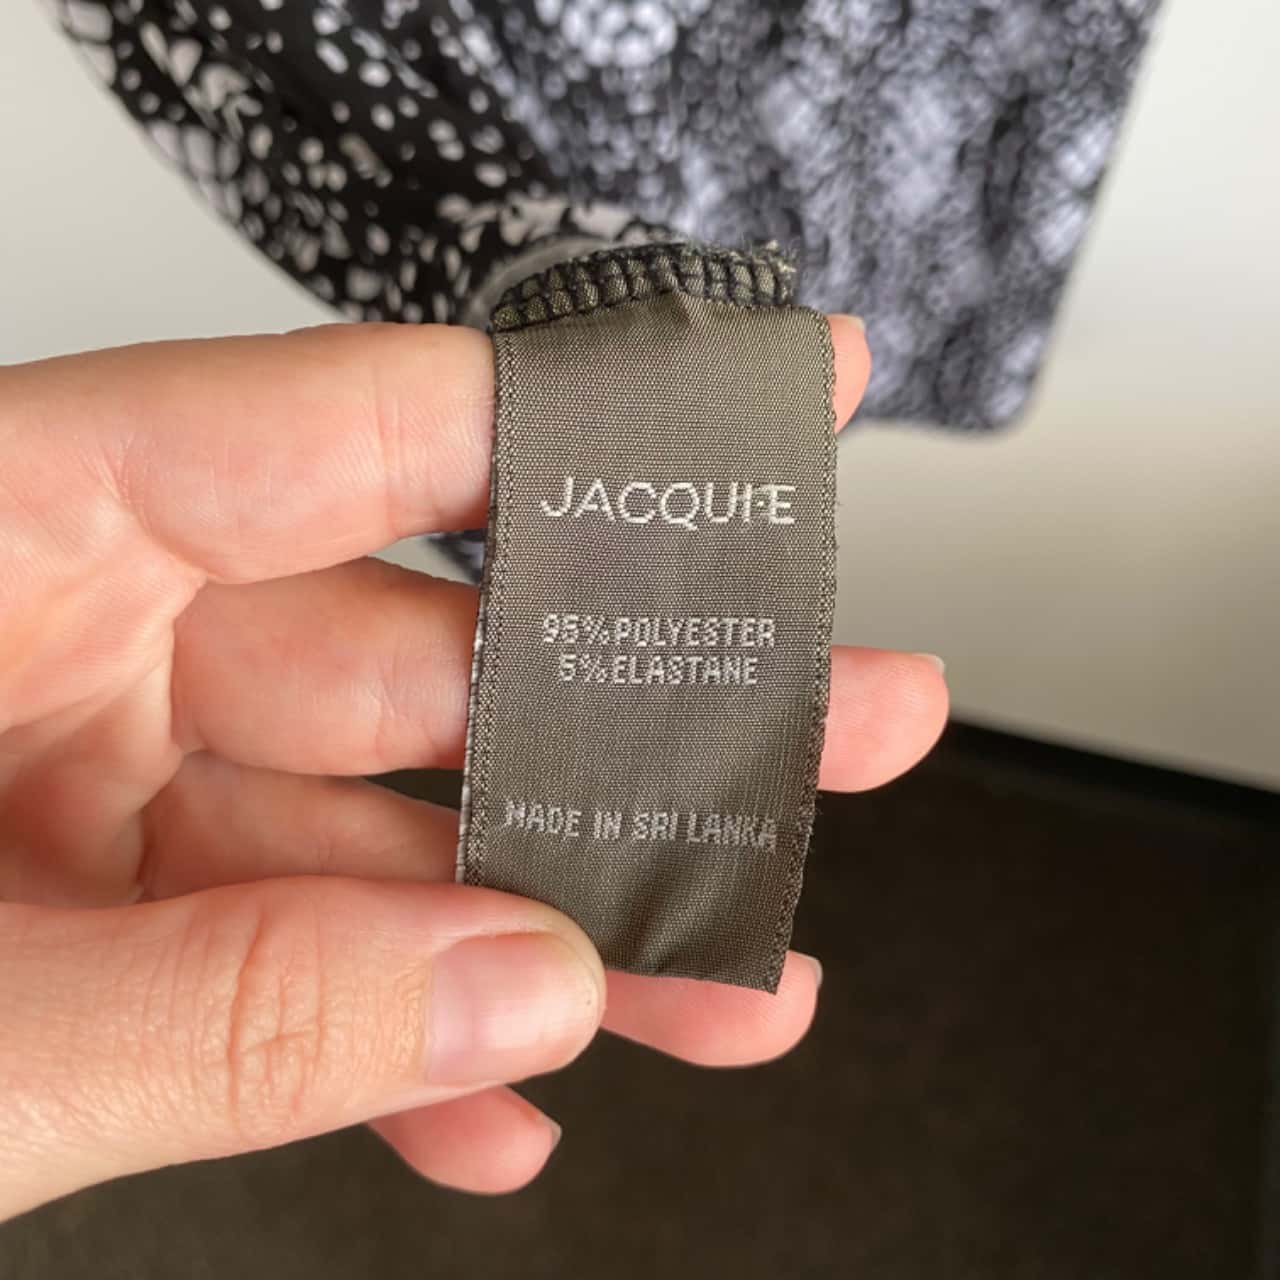 JACQUI·E
95% POLYESTER
5% ELASTANE
MADE IN SRI LANKA